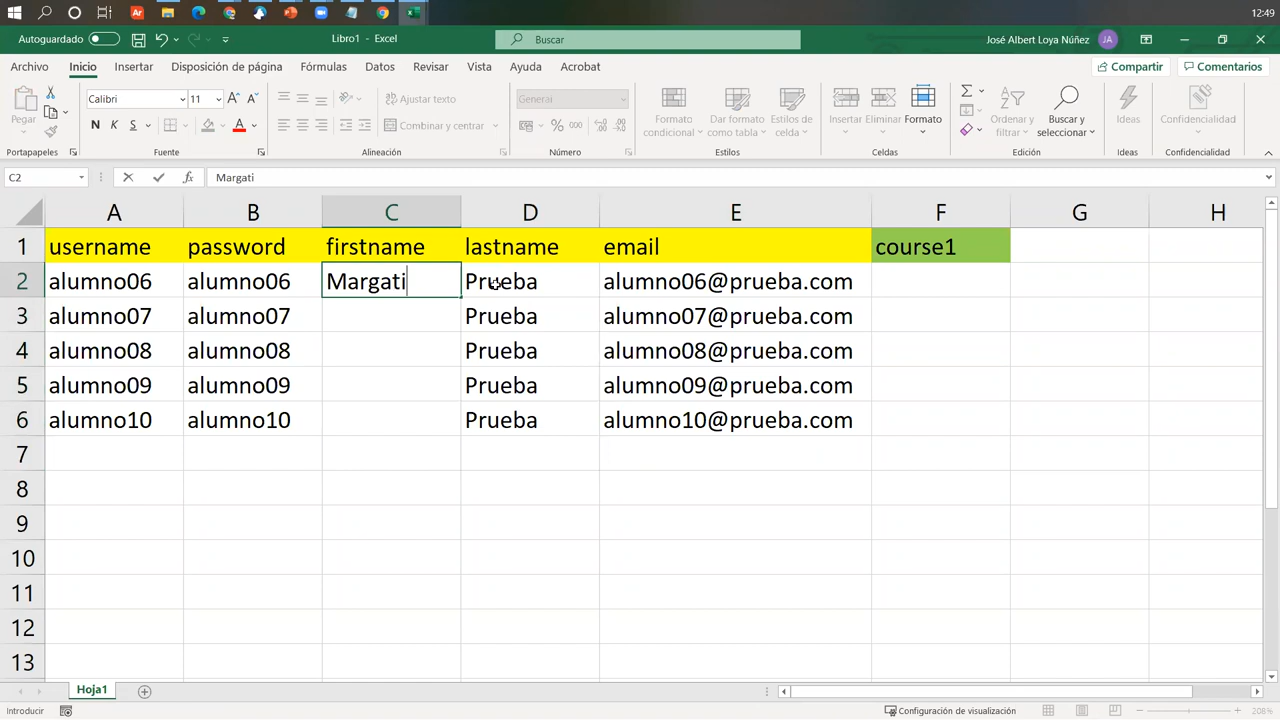 12:49
Autoguardado
Libro1 - Excel
Buscar
José Albert Loya Núñez
JA
Archivo Inicio Insertar Disposición de página Fórmulas Datos Revisar Vista Ayuda Acrobat
Compartir Comentarios
Pegar
Calibri 11
N K S
Ajustar texto
Combinar y centrar
General
% 000
Formato condicional
Dar formato como tabla
Estilos de celda
Insertar Eliminar Formato
Ordenar y filtrar
Buscar y seleccionar
Ideas
Confidencialidad
Portapapeles Fuente Alineación Número Estilos Celdas Edición Ideas Confidencialidad
C2 fx Margati
A B C D E F G H
1 username password firstname lastname email course1
2 alumno06 alumno06 Margati Prueba alumno06@prueba.com
3 alumno07 alumno07 Prueba alumno07@prueba.com
4 alumno08 alumno08 Prueba alumno08@prueba.com
5 alumno09 alumno09 Prueba alumno09@prueba.com
6 alumno10 alumno10 Prueba alumno10@prueba.com
7
8
9
10
11
12
13
Hoja1
Introducir
Configuración de visualización
208%